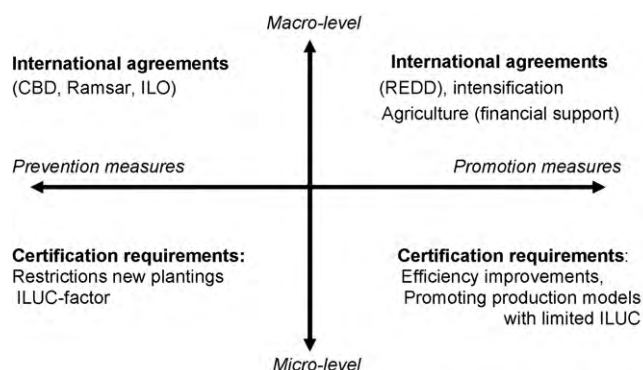 Macro-level
International agreements
(CBD, Ramsar, ILO)
International agreements
(REDD), intensification
Agriculture (financial support)
Prevention measures
Promotion measures
Certification requirements:
Restrictions new plantings
ILUC-factor
Certification requirements:
Efficiency improvements,
Promoting production models
with limited ILUC
Micro-level